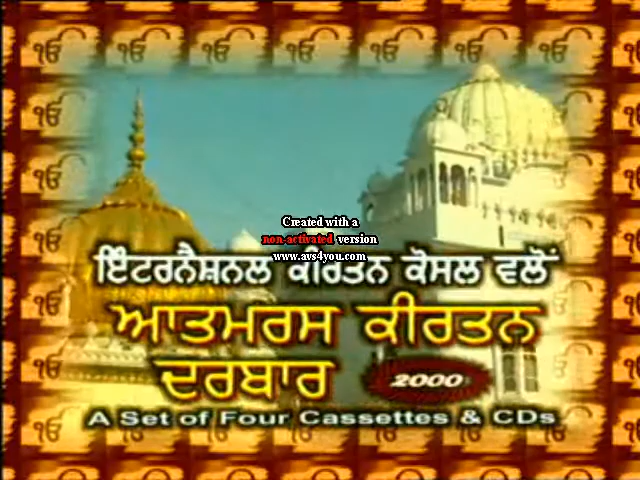 Created with a
non-activated version
www.avs4you.com
ਇੰਟਰਨੈਸ਼ਨਲ ਕੀਰਤਨ ਕੋਸਲ ਵਲੋਂ
ਆਤਮਰਸ ਕੀਰਤਨ
ਦਰਬਾਰ 2000
A Set of Four Cassettes & CDs